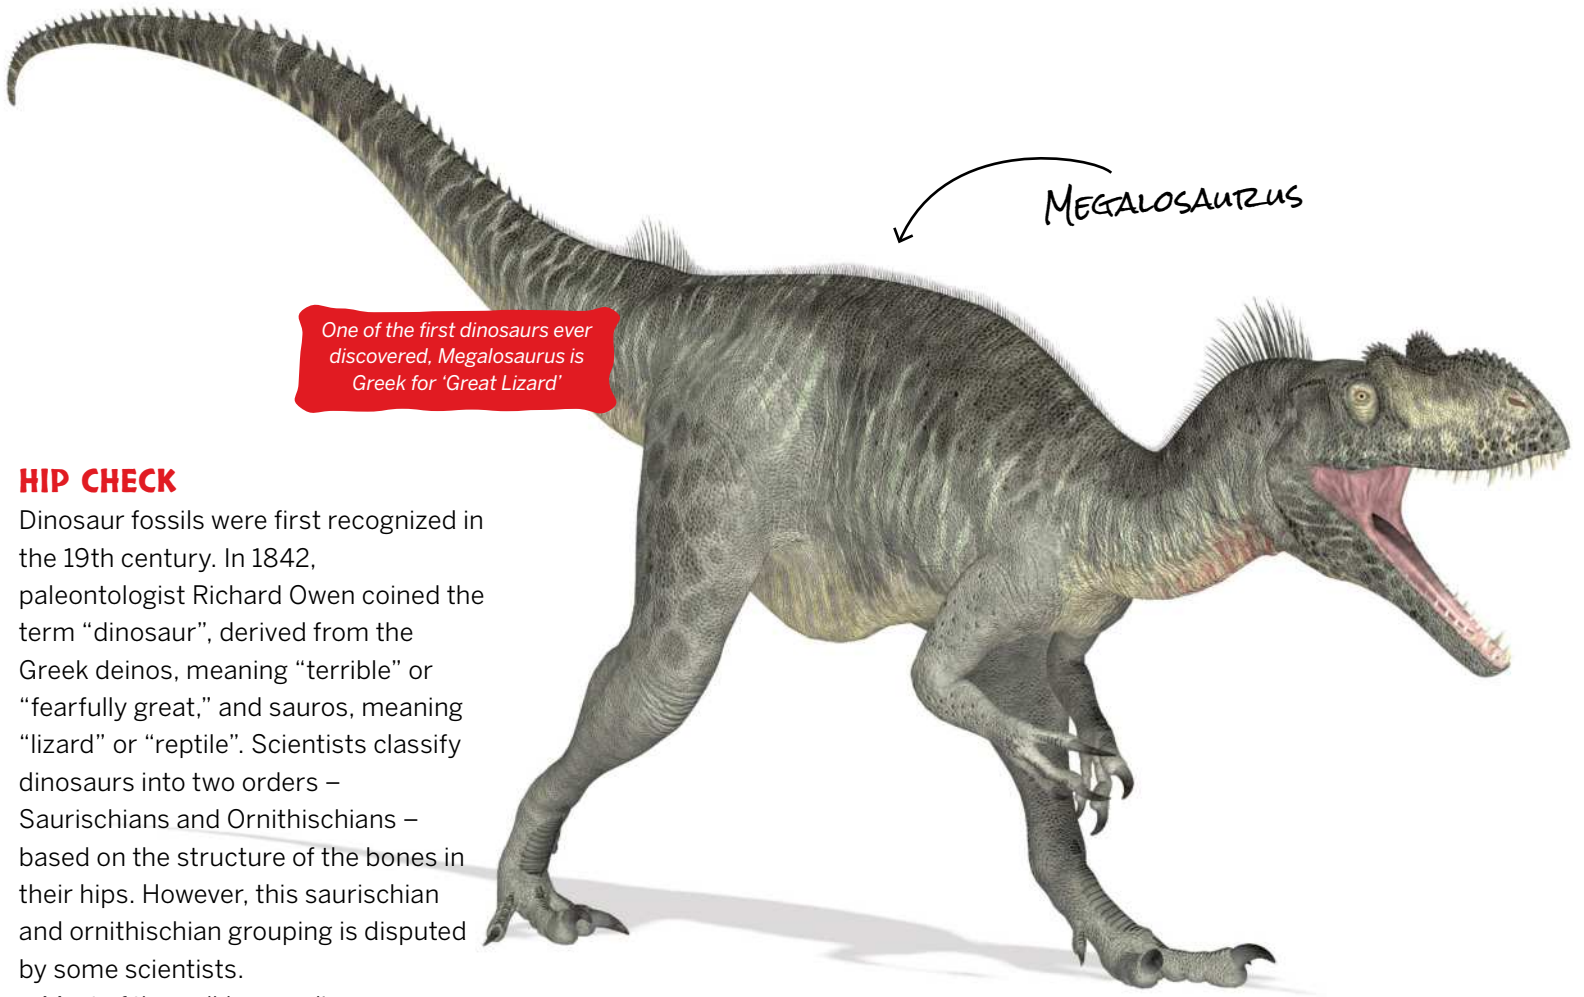 MEGALOSAURUS
One of the first dinosaurs ever
discovered, Megalosaurus is
Greek for ‘Great Lizard’
HIP CHECK
Dinosaur fossils were first recognized in
the 19th century. In 1842,
paleontologist Richard Owen coined the
term “dinosaur”, derived from the
Greek deinos, meaning “terrible” or
“fearfully great,” and sauros, meaning
“lizard” or “reptile”. Scientists classify
dinosaurs into two orders –
Saurischians and Ornithischians –
based on the structure of the bones in
their hips. However, this saurischian
and ornithischian grouping is disputed
by some scientists.